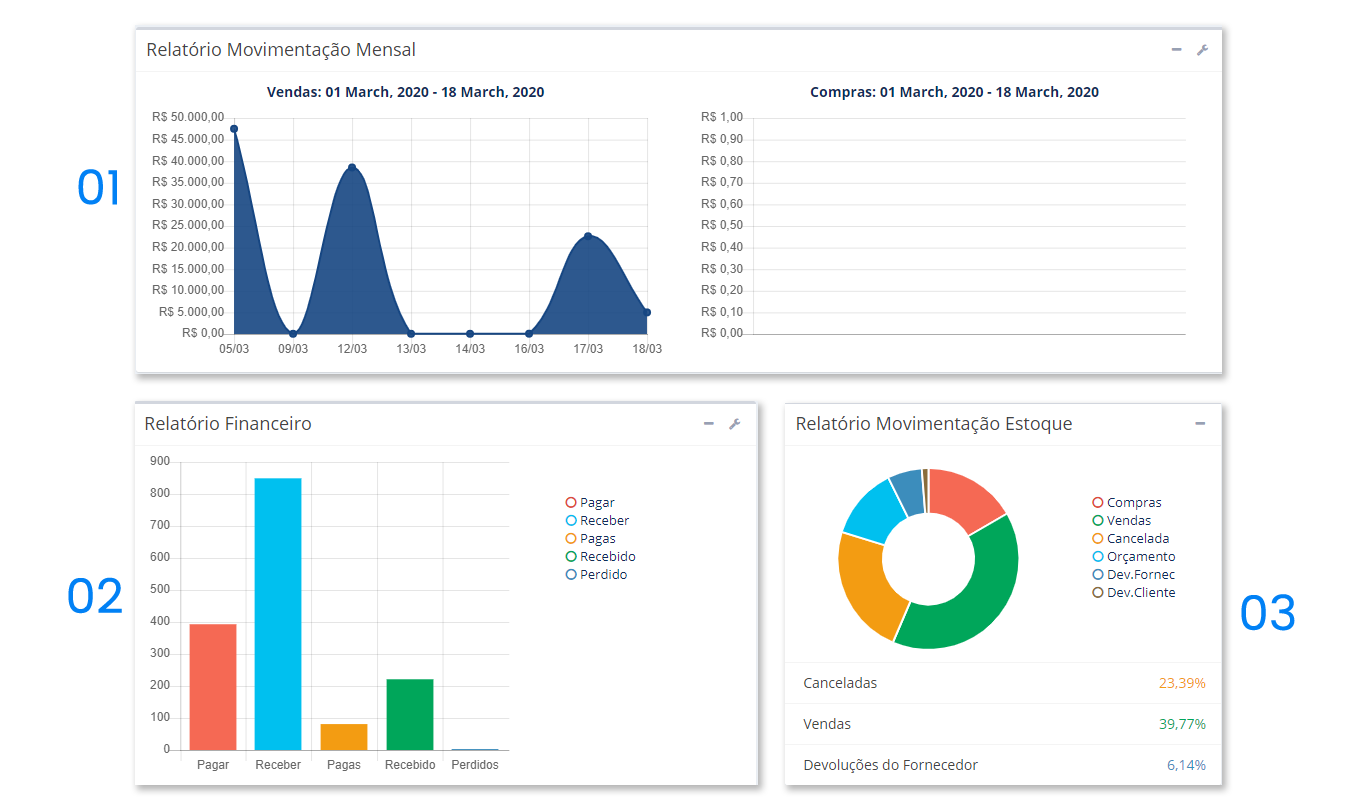 01
Relatório Movimentação Mensal
Vendas: 01 March, 2020 - 18 March, 2020
R$ 50.000,00
R$ 45.000,00
R$ 40.000,00
R$ 35.000,00
R$ 30.000,00
R$ 25.000,00
R$ 20.000,00
R$ 15.000,00
R$ 10.000,00
R$ 5.000,00
R$ 0,00
05/03 09/03 12/03 13/03 14/03 16/03 17/03 18/03
Compras: 01 March, 2020 - 18 March, 2020
R$ 1,00
R$ 0,90
R$ 0,80
R$ 0,70
R$ 0,60
R$ 0,50
R$ 0,40
R$ 0,30
R$ 0,20
R$ 0,10
R$ 0,00
02
Relatório Financeiro
900
800
700
600
500
400
300
200
100
0
Pagar Receber Pagas Recebido Perdidos
Pagar
Receber
Pagas
Recebido
Perdido
Relatório Movimentação Estoque
Compras
Vendas
Cancelada
Orçamento
Dev.Fornec
Dev.Cliente
Canceladas 23,39%
Vendas 39,77%
Devoluções do Fornecedor 6,14%
03